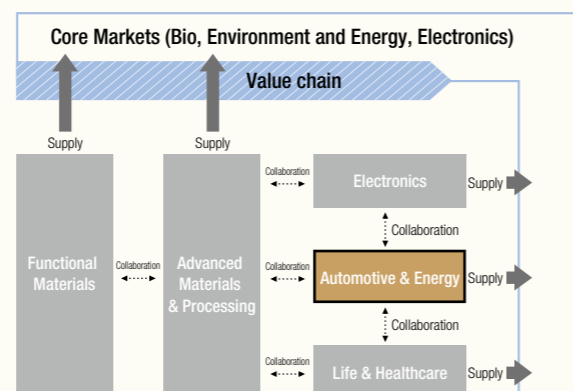 Core Markets (Bio, Environment and Energy, Electronics)
Value chain
Supply
Supply
Collaboration
Electronics
Supply
Collaboration
Functional
Materials
Collaboration
Advanced
Materials
& Processing
Collaboration
Automotive & Energy
Supply
Collaboration
Collaboration
Life & Healthcare
Supply